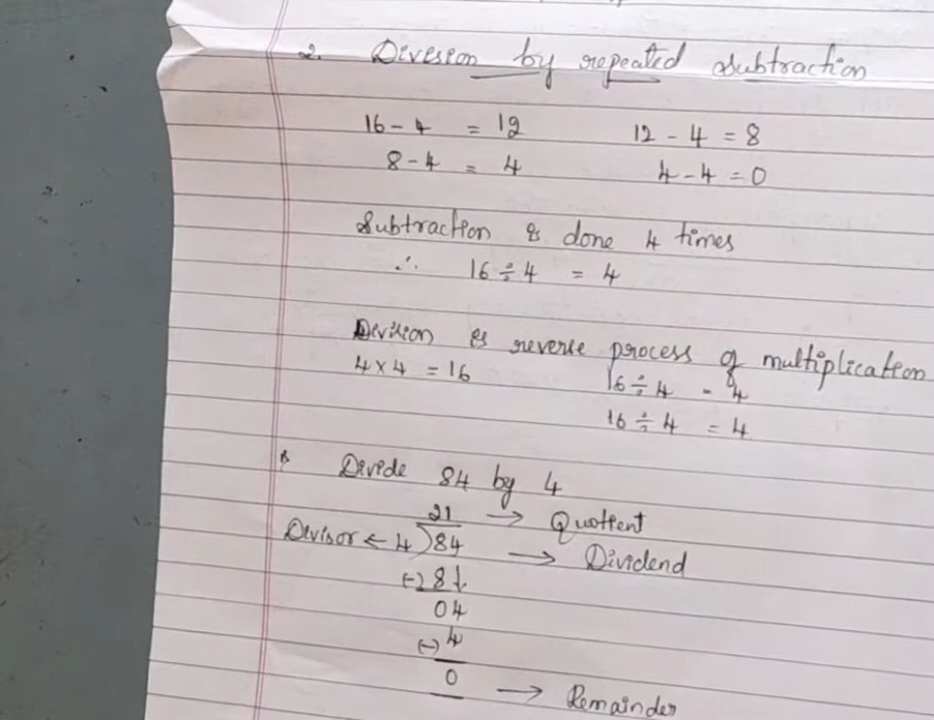 2. Division by repeated subtraction
16 - 4 = 12 12 - 4 = 8
8 - 4 = 4 4 - 4 = 0
Subtraction is done 4 times
∴ 16 ÷ 4 = 4
Division is reverse process of multiplication
4 × 4 = 16 16 ÷ 4 = 4
16 ÷ 4 = 4
Divide 84 by 4
21 → Quotient
Divisor ← 4)84 → Dividend
(-) 8↓
04
(-) 4
0 → Remainder